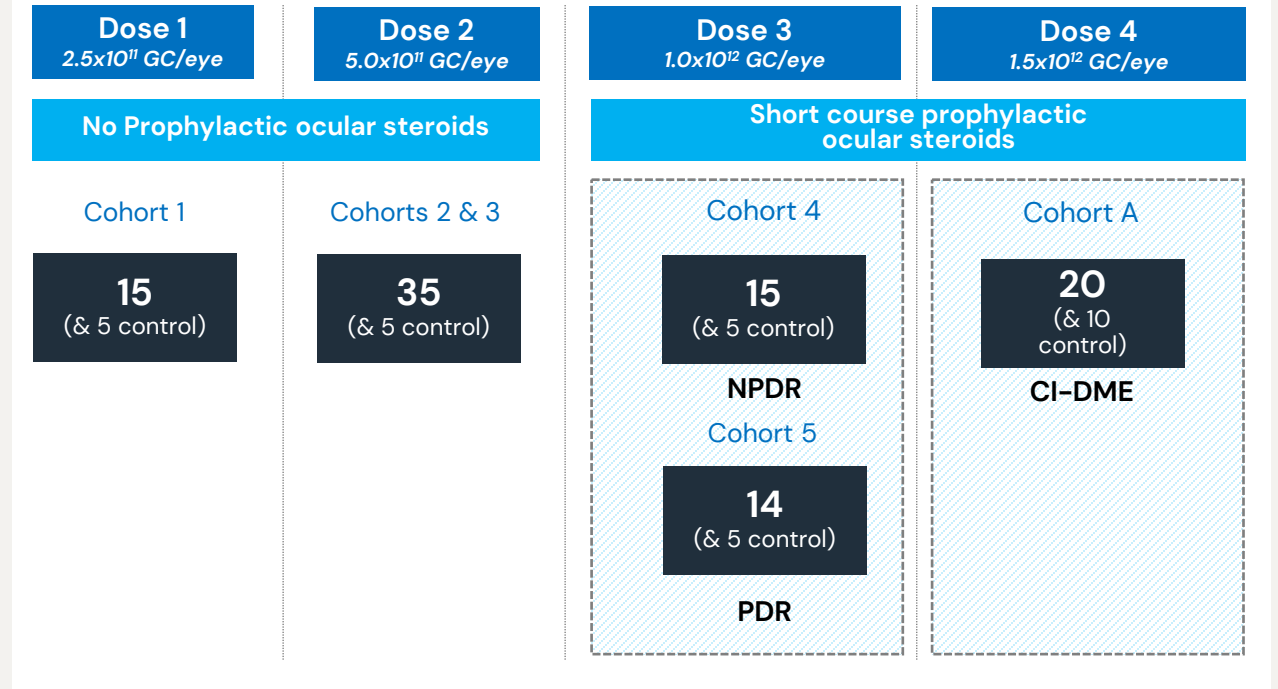 Dose 1
2.5x10¹¹ GC/eye
Dose 2
5.0x10¹¹ GC/eye
Dose 3
1.0x10¹² GC/eye
Dose 4
1.5x10¹² GC/eye
No Prophylactic ocular steroids
Short course prophylactic
ocular steroids
Cohort 1
15
(& 5 control)
Cohorts 2 & 3
35
(& 5 control)
Cohort 4
15
(& 5 control)
NPDR
Cohort 5
14
(& 5 control)
PDR
Cohort A
20
(& 10
control)
CI-DME